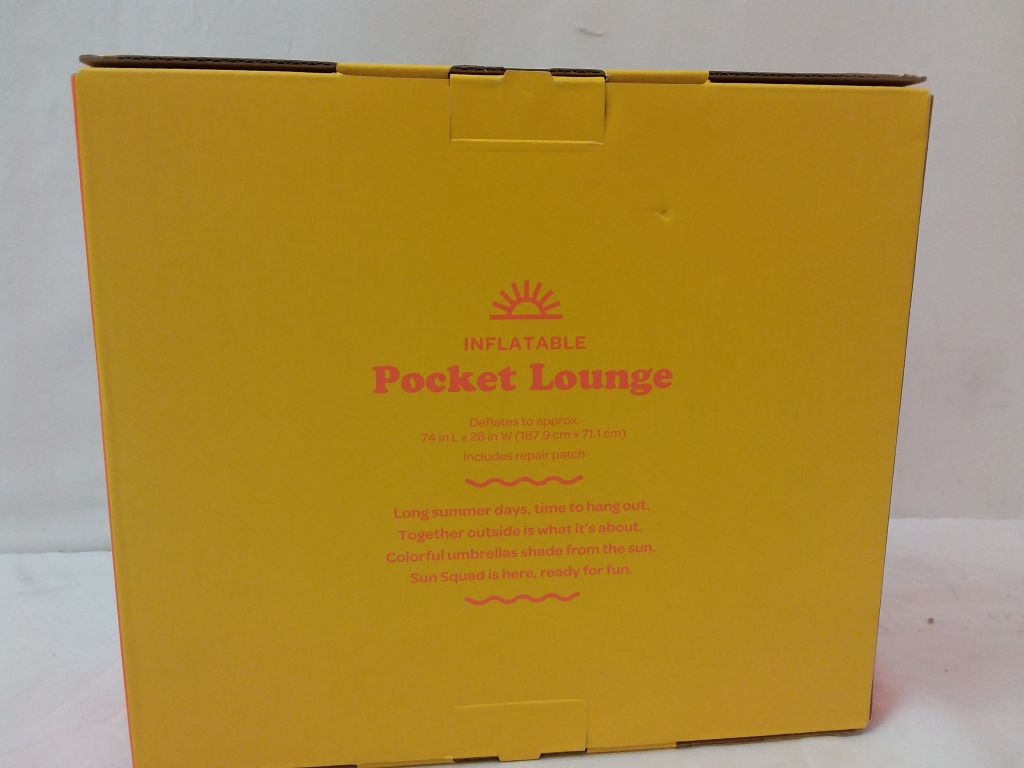 INFLATABLE
Pocket Lounge
Deflates to approx.
74 in L x 28 in W (187.9 cm x 71.1 cm)
Includes repair patch
Long summer days, time to hang out.
Together outside is what it's about.
Colorful umbrellas shade from the sun.
Sun Squad is here, ready for fun.